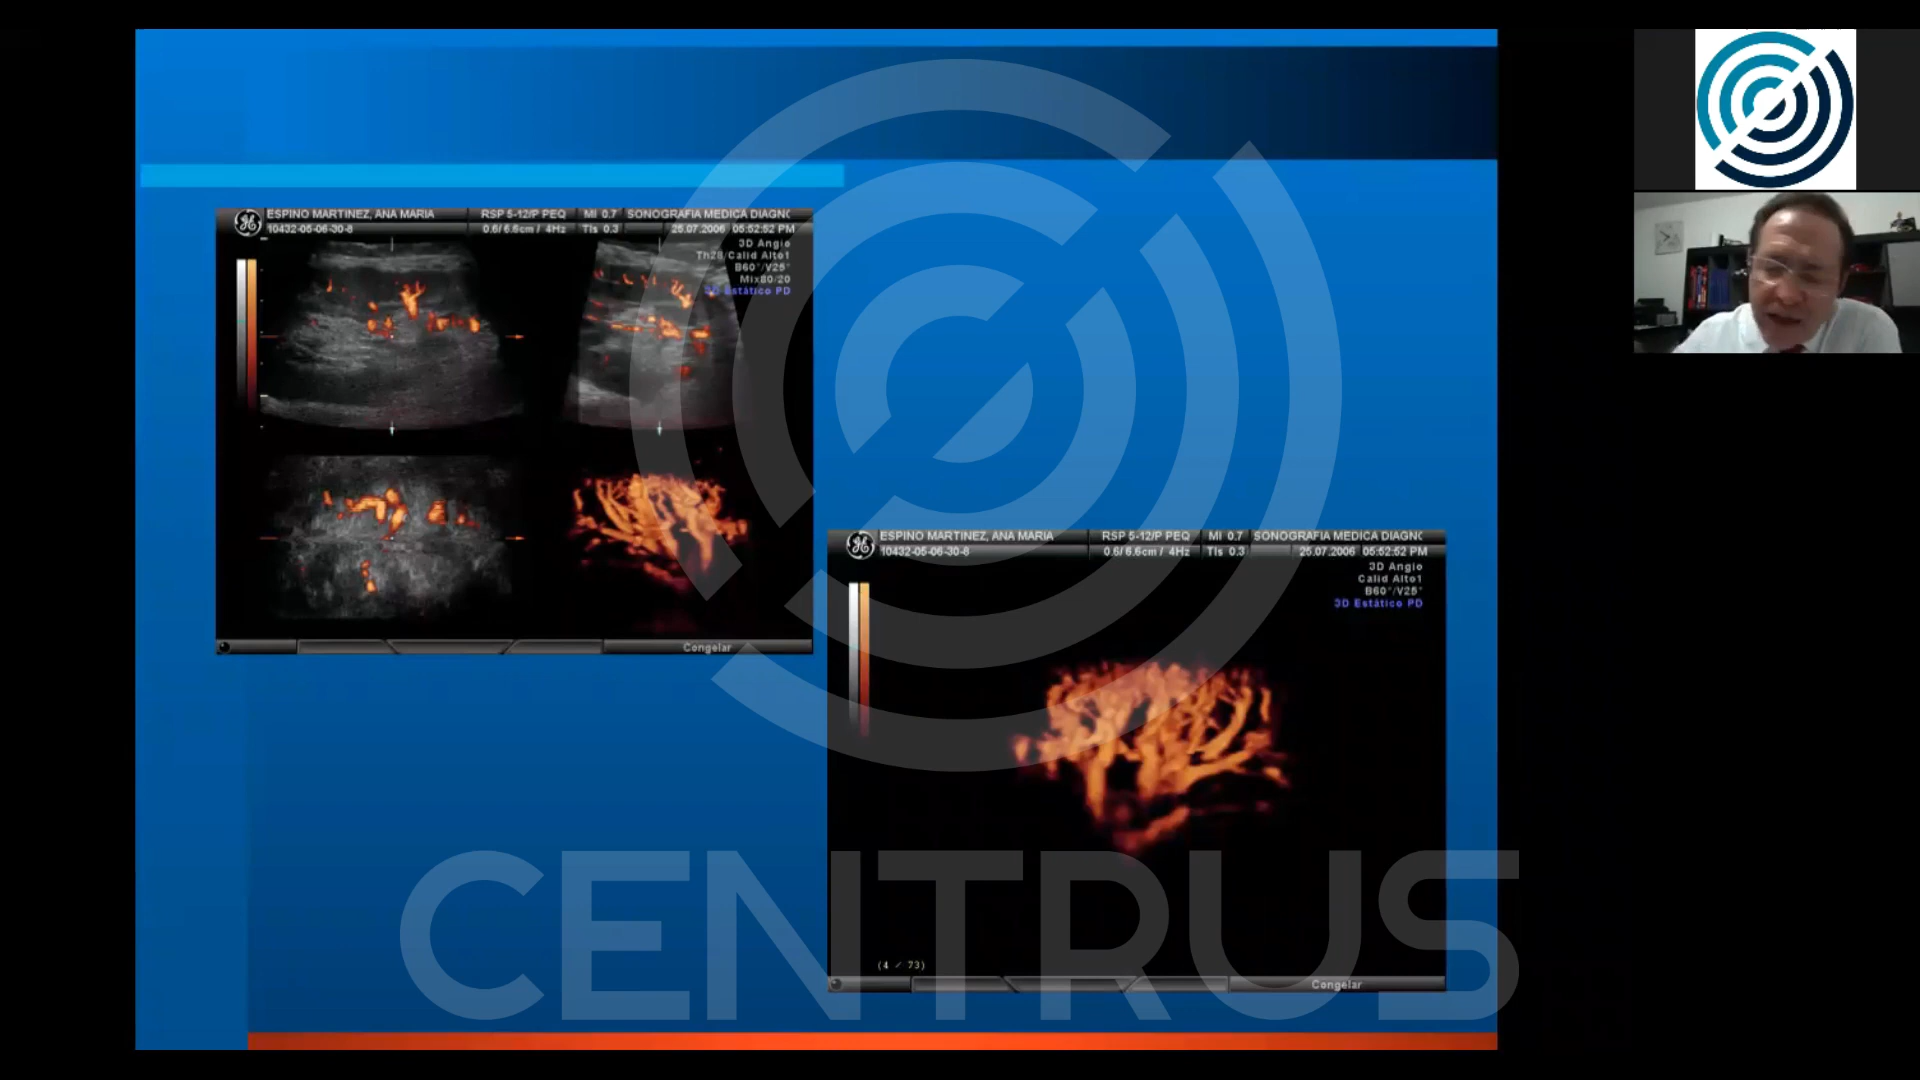 ESPINO MARTINEZ, ANA MARIA RSP 5-12/P PEQ MI 0.7 SONOGRAFIA MEDICA DIAGNO
10432-05-06-30-8 0.6/6.6cm / 4Hz TIs 0.3 25.07.2006 05:52:52 PM
3D Angio
Th28/Calid Alto1
B60°/V25°
Mix80/20
3D Estático PD
Congelar
ESPINO MARTINEZ, ANA MARIA RSP 5-12/P PEQ MI 0.7 SONOGRAFIA MEDICA DIAGNO
10432-05-06-30-8 0.6/6.6cm / 4Hz TIs 0.3 25.07.2006 05:52:52 PM
3D Angio
Calid Alto1
B60°/V25°
3D Estático PD
(4 / 73)
Congelar
CENTRUS